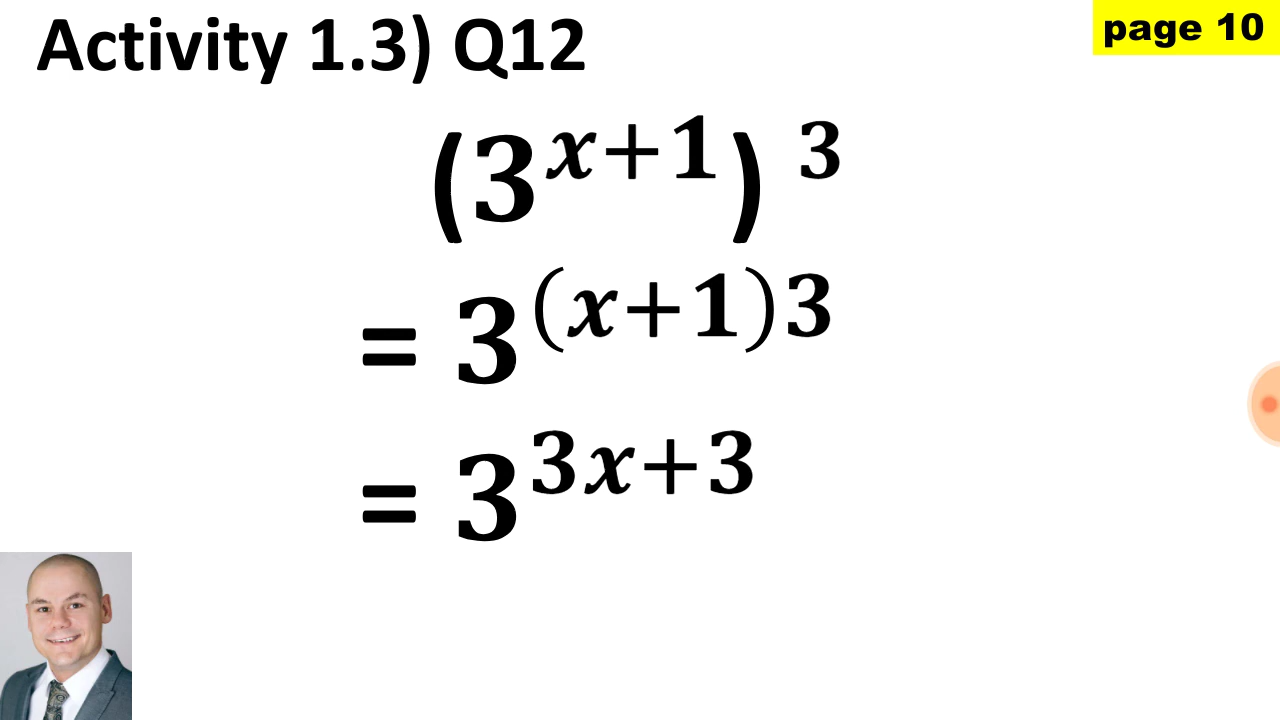 Activity 1.3) Q12
page 10
(3^{x+1})^3
= 3^{(x+1)3}
= 3^{3x+3}